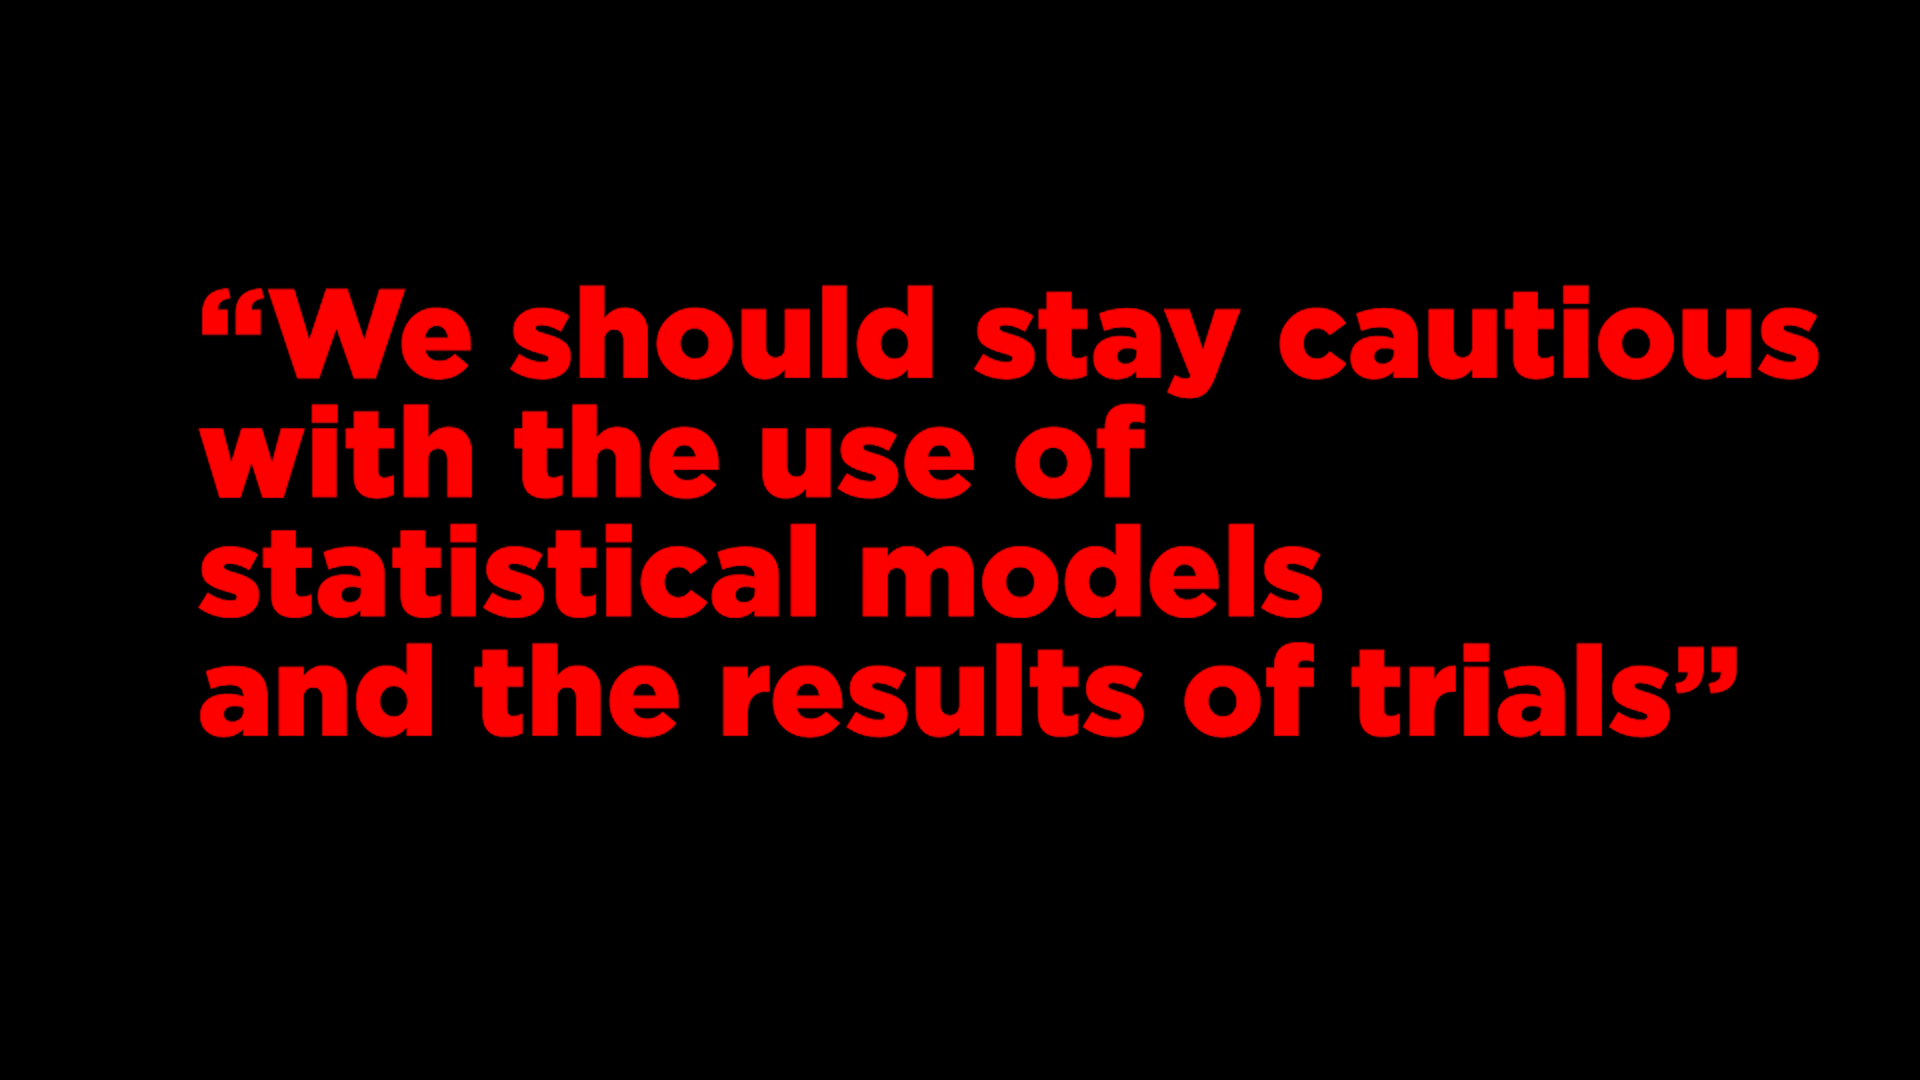 “We should stay cautious
with the use of
statistical models
and the results of trials”